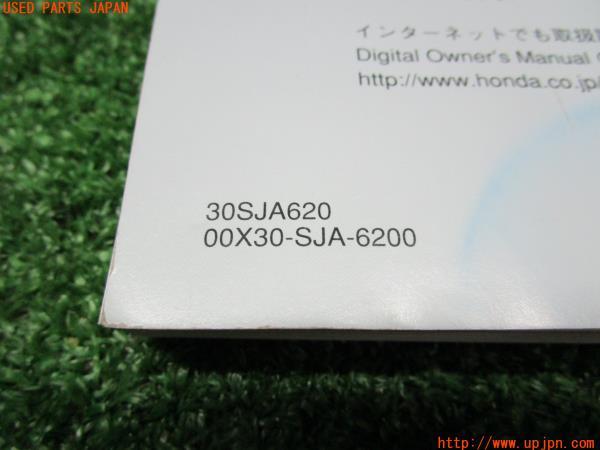 USED PARTS JAPAN
インターネットでも取扱
Digital Owner's Manual
http://www.honda.co.jp/
30SJA620
00X30-SJA-6200
http://www.upjpn.com/